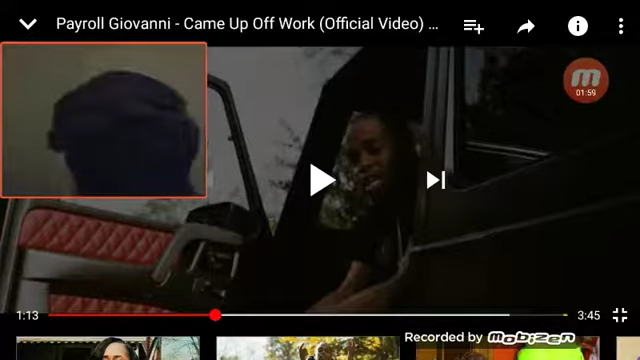 Payroll Giovanni - Came Up Off Work (Official Video) ...
01:59
1:13
3:45
Recorded by Mobizen